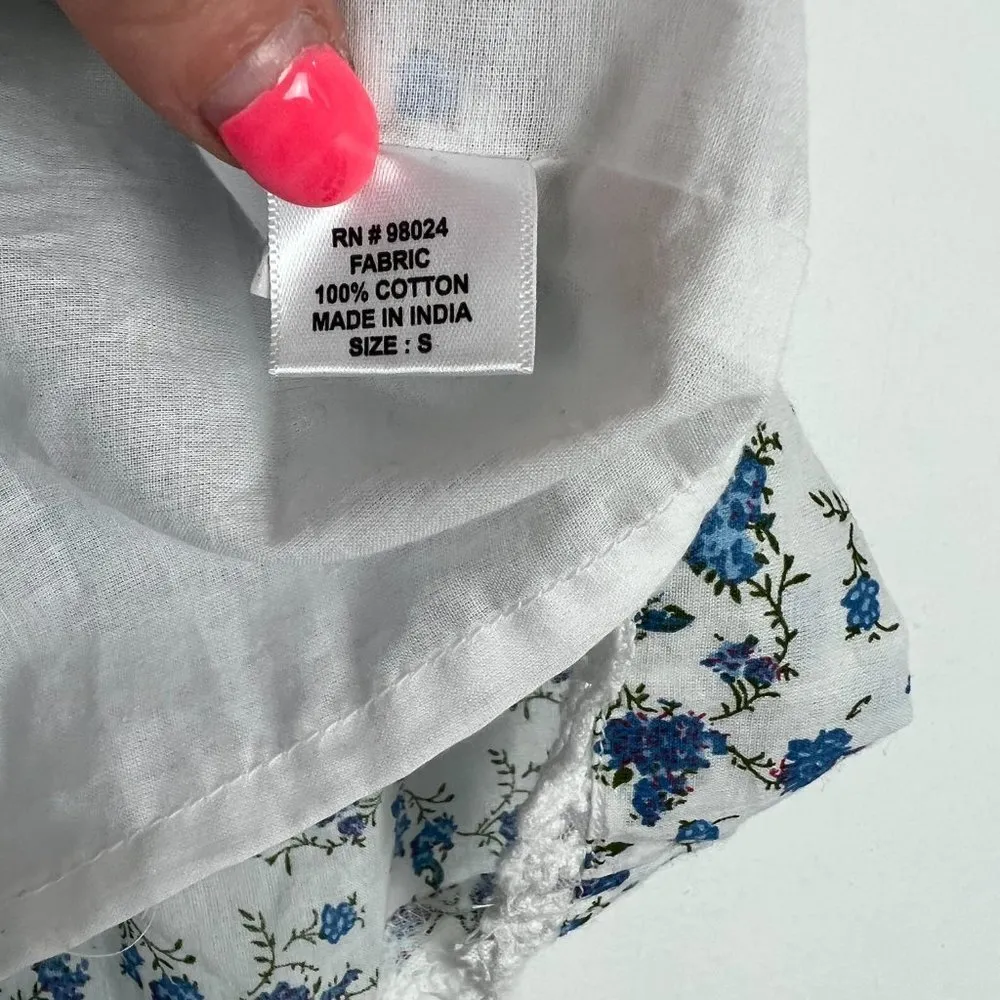 RN # 98024
FABRIC
100% COTTON
MADE IN INDIA
SIZE : S